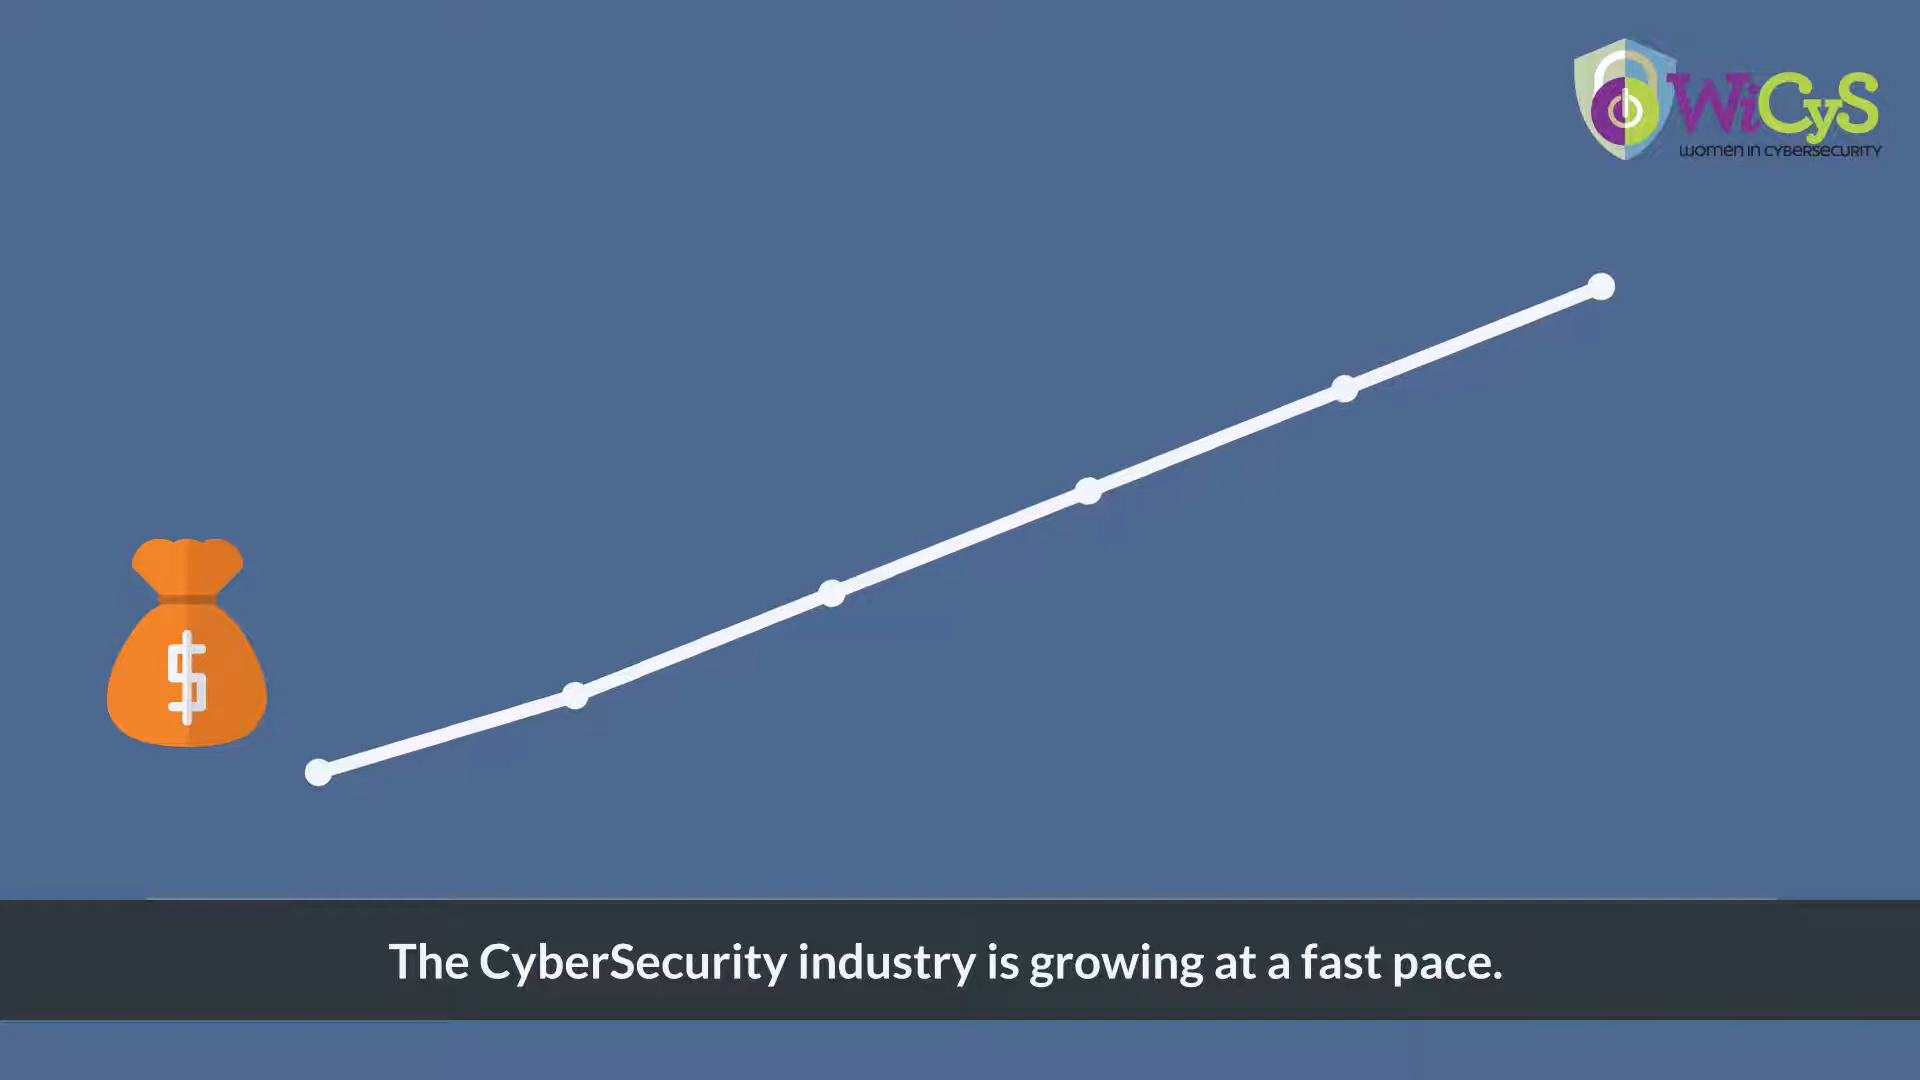 WiCyS
WOMEN IN CYBERSECURITY
$
The CyberSecurity industry is growing at a fast pace.